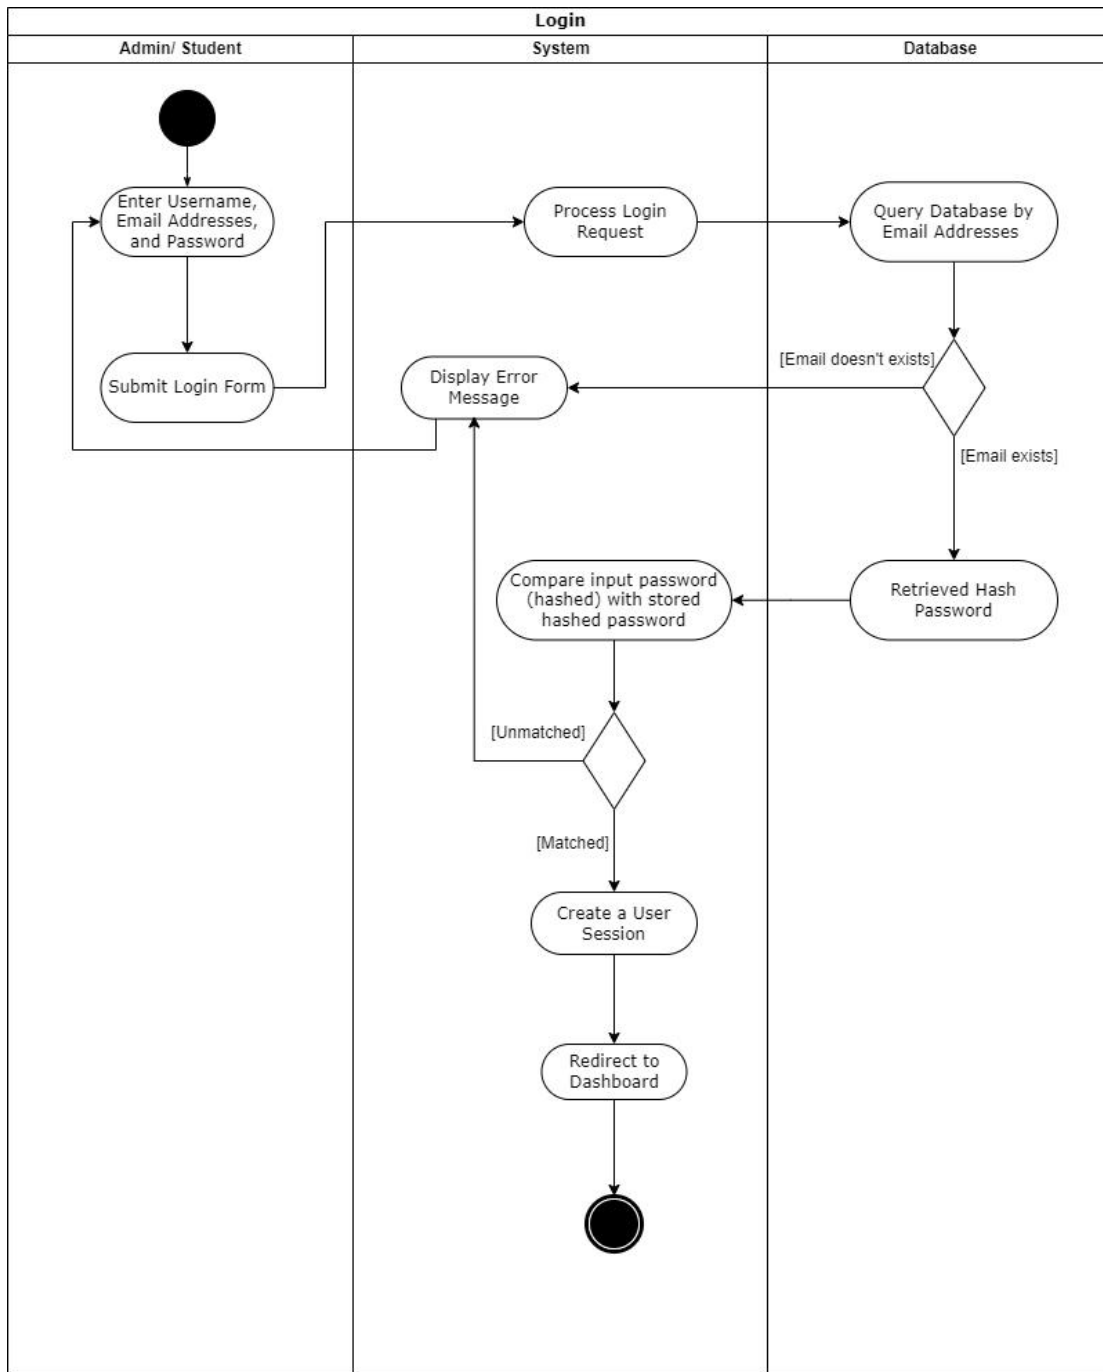 Login
Admin/ Student
System
Database
Enter Username,
Email Addresses,
and Password
Process Login
Request
Query Database by
Email Addresses
Submit Login Form
Display Error
Message
[Email doesn't exists]
[Email exists]
Compare input password
(hashed) with stored
hashed password
Retrieved Hash
Password
[Unmatched]
[Matched]
Create a User
Session
Redirect to
Dashboard